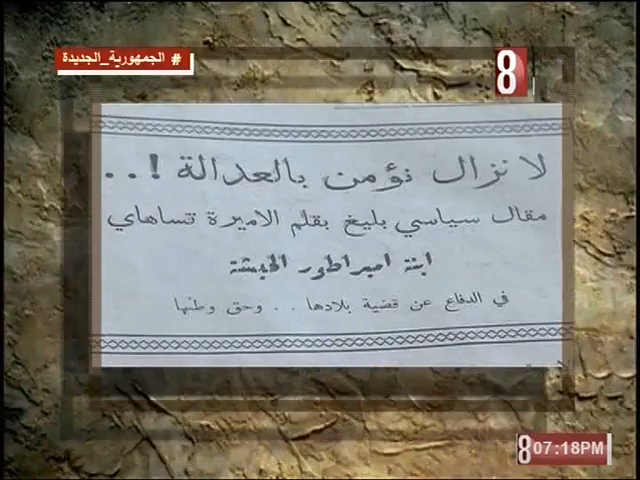 #الجمهورية_الجديدة
8
لا نزال نؤمن بالعدالة ! . .
مقال سياسي بليغ بقلم الاميرة تساهاي
ابنة امبراطور الحبشة
في الدفاع عن قضية بلادها . . وحق وطنها
8 07:18PM